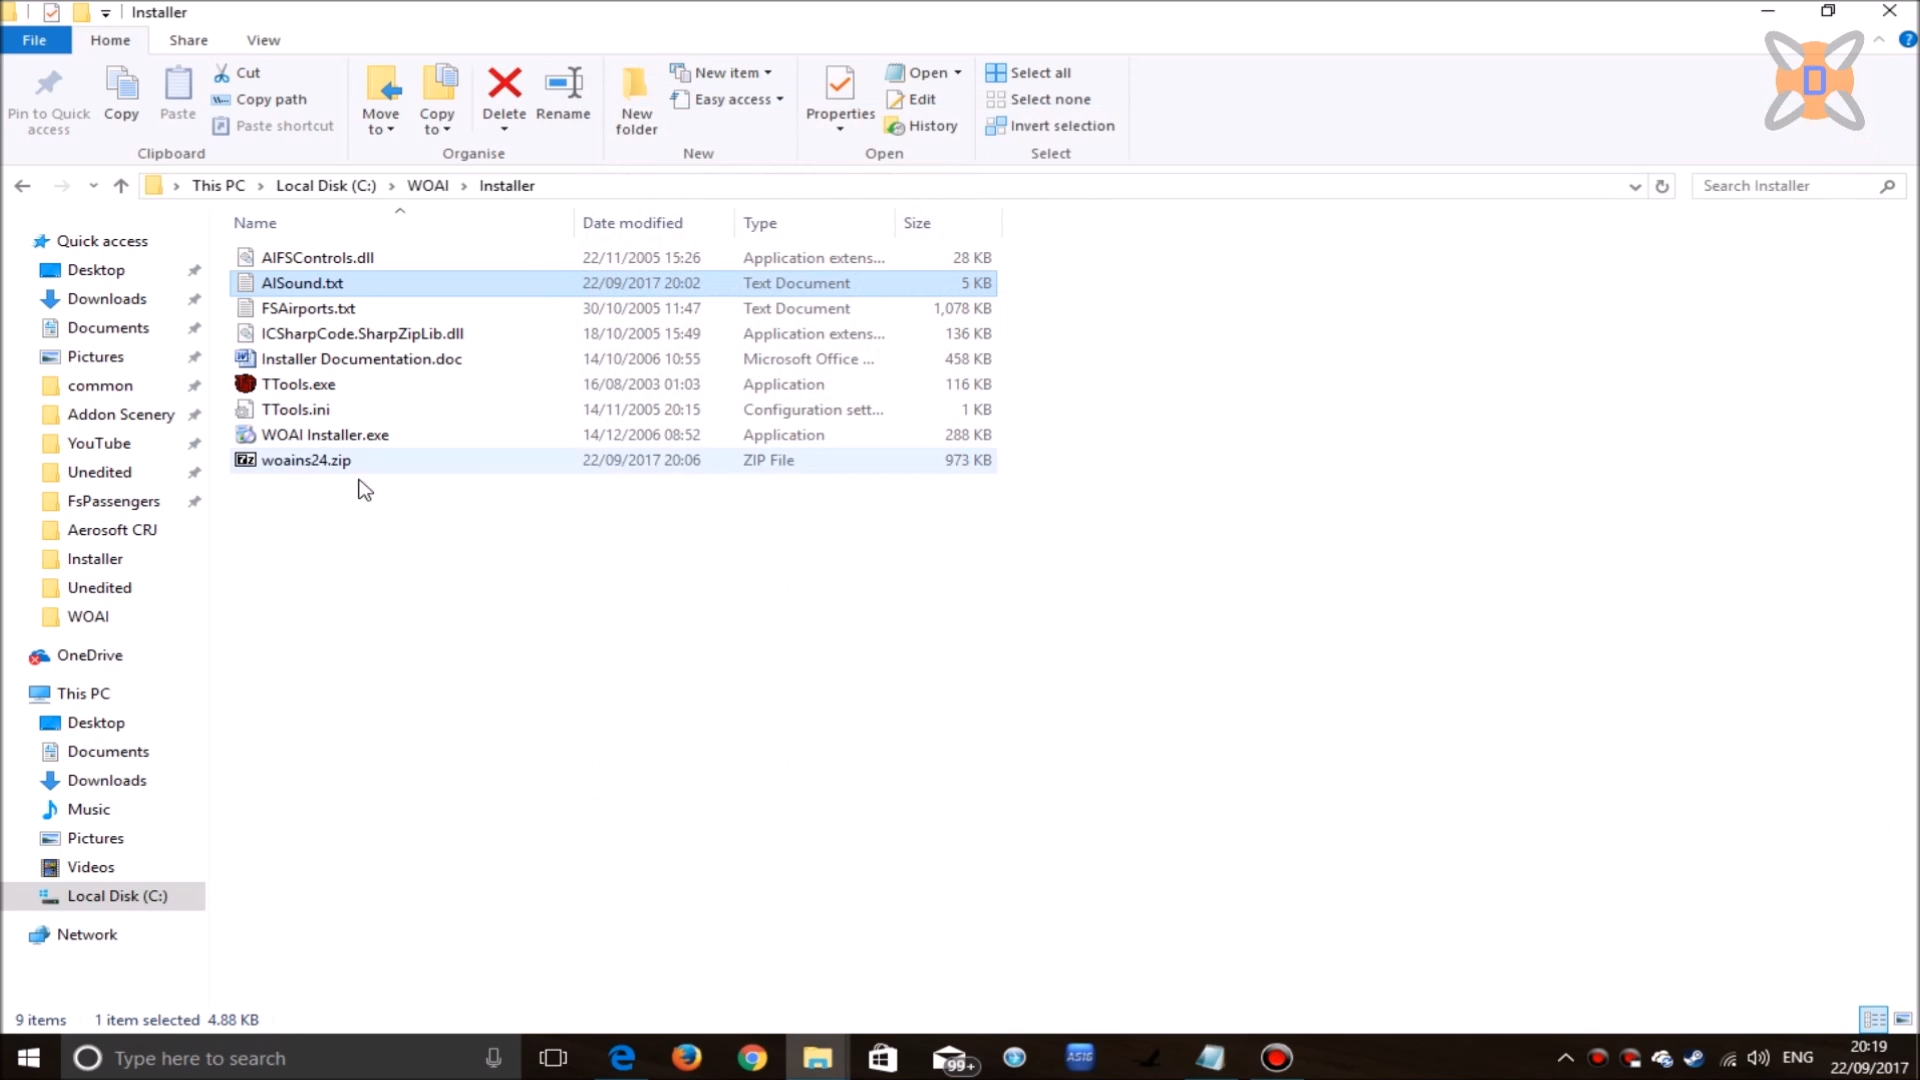 Installer
File Home Share View
Pin to Quick access
Copy
Paste
Cut
Copy path
Paste shortcut
Clipboard
Move to
Copy to
Delete
Rename
Organise
New folder
New item
Easy access
New
Properties
Open
Edit
History
Open
Select all
Select none
Invert selection
Select
D
This PC > Local Disk (C:) > WOAI > Installer
Search Installer
Name Date modified Type Size
AIFSControls.dll 22/11/2005 15:26 Application extens... 28 KB
AISound.txt 22/09/2017 20:02 Text Document 5 KB
FSAirports.txt 30/10/2005 11:47 Text Document 1,078 KB
ICSharpCode.SharpZipLib.dll 18/10/2005 15:49 Application extens... 136 KB
Installer Documentation.doc 14/10/2006 10:55 Microsoft Office ... 458 KB
TTools.exe 16/08/2003 01:03 Application 116 KB
TTools.ini 14/11/2005 20:15 Configuration sett... 1 KB
WOAI Installer.exe 14/12/2006 08:52 Application 288 KB
woains24.zip 22/09/2017 20:06 ZIP File 973 KB
Quick access
Desktop
Downloads
Documents
Pictures
common
Addon Scenery
YouTube
Unedited
FsPassengers
Aerosoft CRJ
Installer
Unedited
WOAI
OneDrive
This PC
Desktop
Documents
Downloads
Music
Pictures
Videos
Local Disk (C:)
Network
9 items 1 item selected 4.88 KB
Type here to search
99+
ASI6
ENG
20:19
22/09/2017